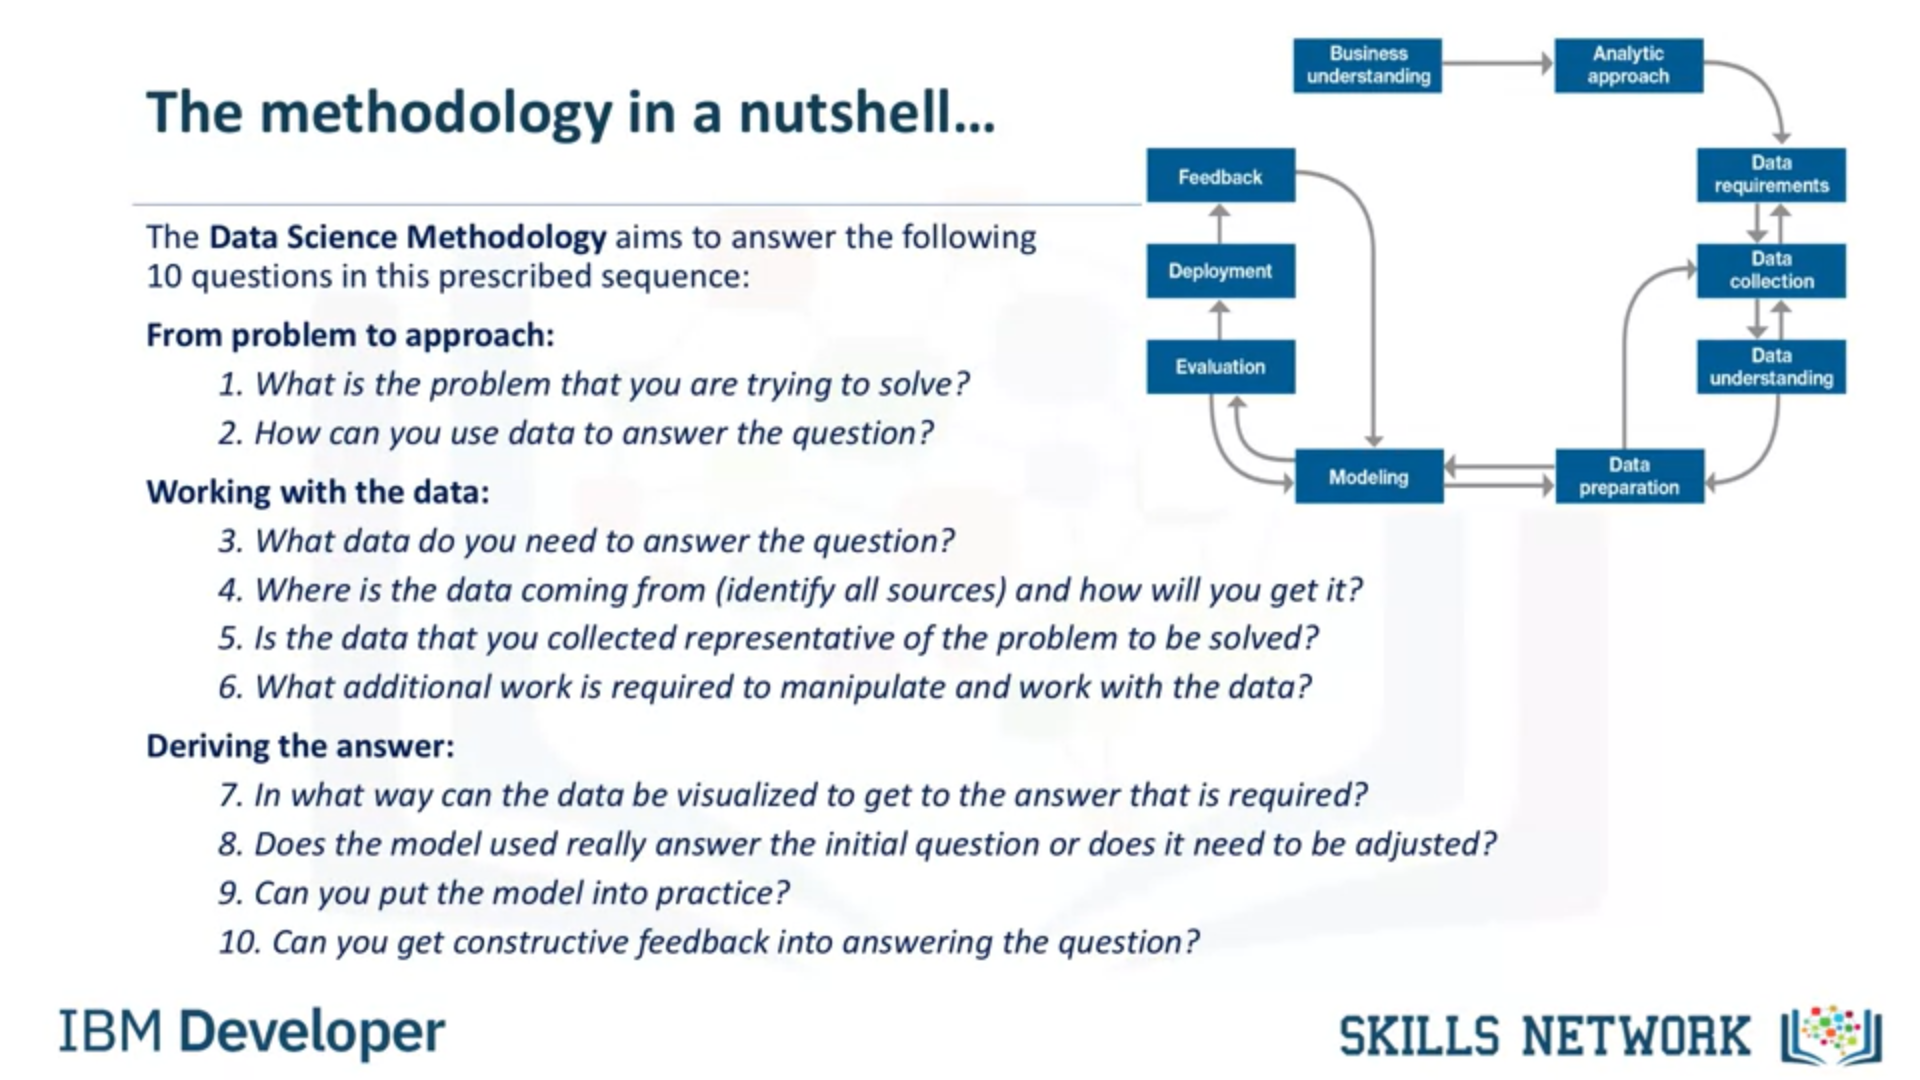 The methodology in a nutshell...
The Data Science Methodology aims to answer the following
10 questions in this prescribed sequence:
From problem to approach:
1. What is the problem that you are trying to solve?
2. How can you use data to answer the question?
Working with the data:
3. What data do you need to answer the question?
4. Where is the data coming from (identify all sources) and how will you get it?
5. Is the data that you collected representative of the problem to be solved?
6. What additional work is required to manipulate and work with the data?
Deriving the answer:
7. In what way can the data be visualized to get to the answer that is required?
8. Does the model used really answer the initial question or does it need to be adjusted?
9. Can you put the model into practice?
10. Can you get constructive feedback into answering the question?
Business
understanding
Analytic
approach
Data
requirements
Data
collection
Data
understanding
Data
preparation
Modeling
Evaluation
Deployment
Feedback
IBM Developer
SKILLS NETWORK